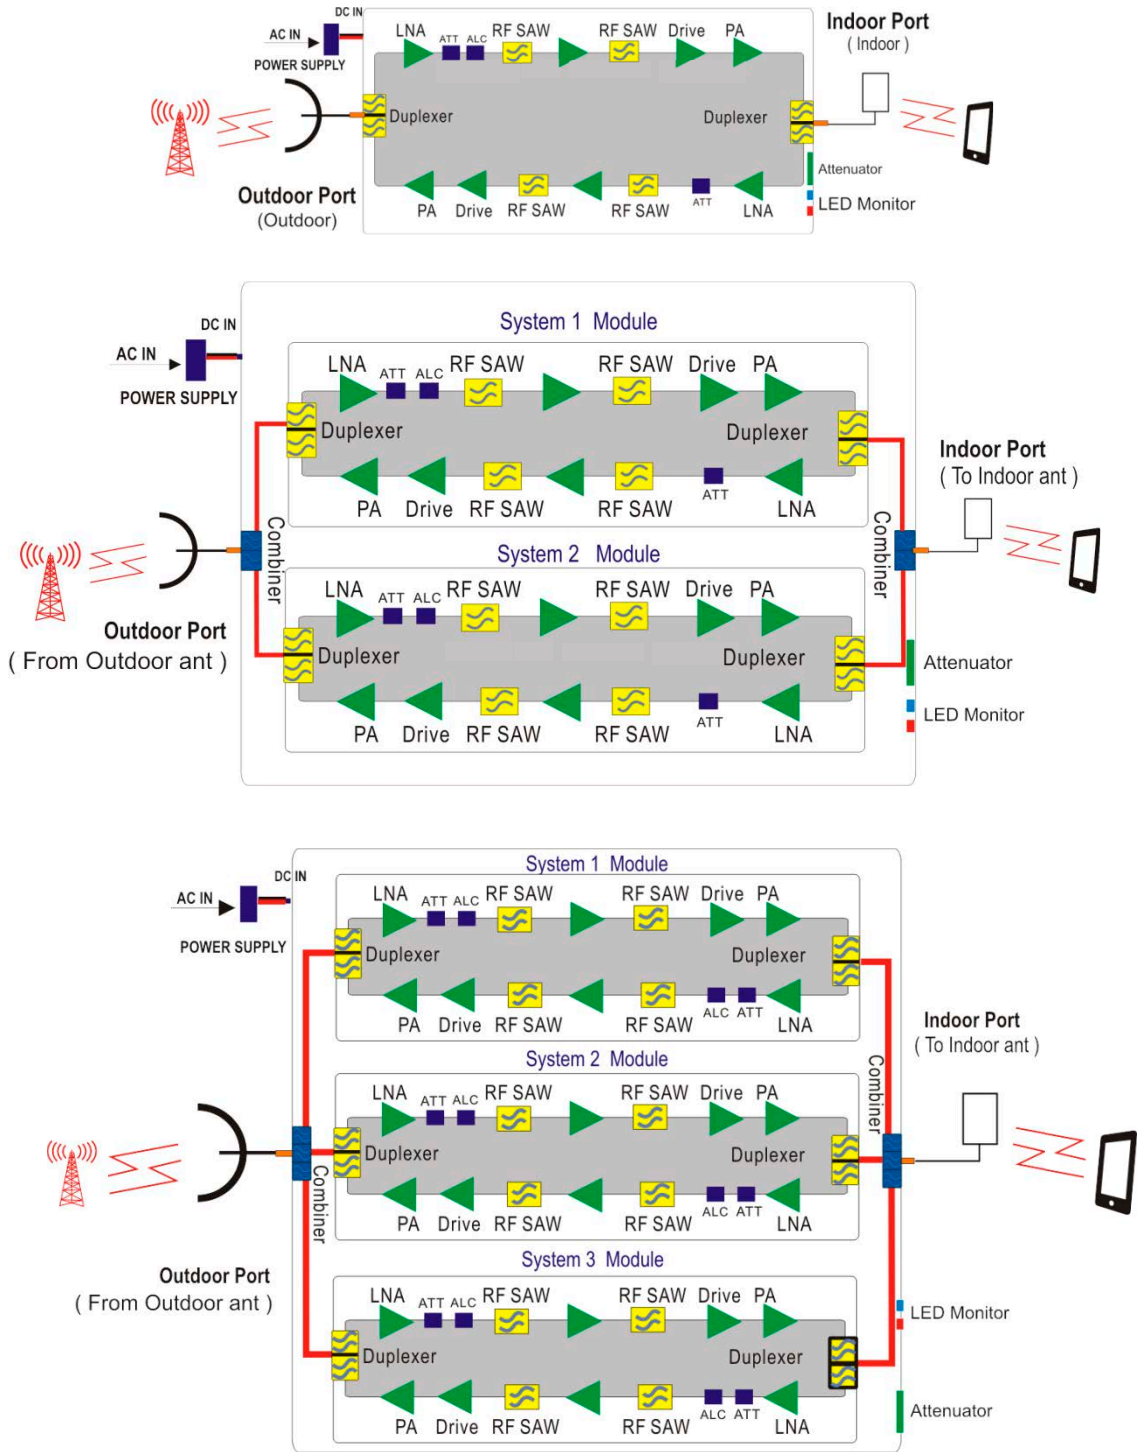 DC IN
AC IN
POWER SUPPLY
LNA
ATT ALC
RF SAW
RF SAW
Drive
PA
Indoor Port
( Indoor )
Duplexer
Duplexer
Outdoor Port
(Outdoor)
PA
Drive
RF SAW
RF SAW
ATT
LNA
Attenuator
LED Monitor
System 1 Module
DC IN
AC IN
POWER SUPPLY
LNA
ATT ALC
RF SAW
RF SAW
Drive
PA
Duplexer
Duplexer
PA
Drive
RF SAW
RF SAW
ATT
LNA
Indoor Port
( To Indoor ant )
Combiner
Combiner
System 2 Module
LNA
ATT ALC
RF SAW
RF SAW
Drive
PA
Outdoor Port
( From Outdoor ant )
Duplexer
Duplexer
PA
Drive
RF SAW
RF SAW
ATT
LNA
Attenuator
LED Monitor
System 1 Module
DC IN
AC IN
POWER SUPPLY
LNA
ATT ALC
RF SAW
RF SAW
Drive
PA
Duplexer
Duplexer
PA
Drive
RF SAW
RF SAW
ALC ATT
LNA
Indoor Port
( To Indoor ant )
System 2 Module
Combiner
LNA
ATT ALC
RF SAW
RF SAW
Drive
PA
Duplexer
Duplexer
Combiner
PA
Drive
RF SAW
RF SAW
ALC ATT
LNA
System 3 Module
Outdoor Port
( From Outdoor ant )
LNA
ATT ALC
RF SAW
RF SAW
Drive
PA
LED Monitor
Duplexer
Duplexer
PA
Drive
RF SAW
RF SAW
ALC ATT
LNA
Attenuator